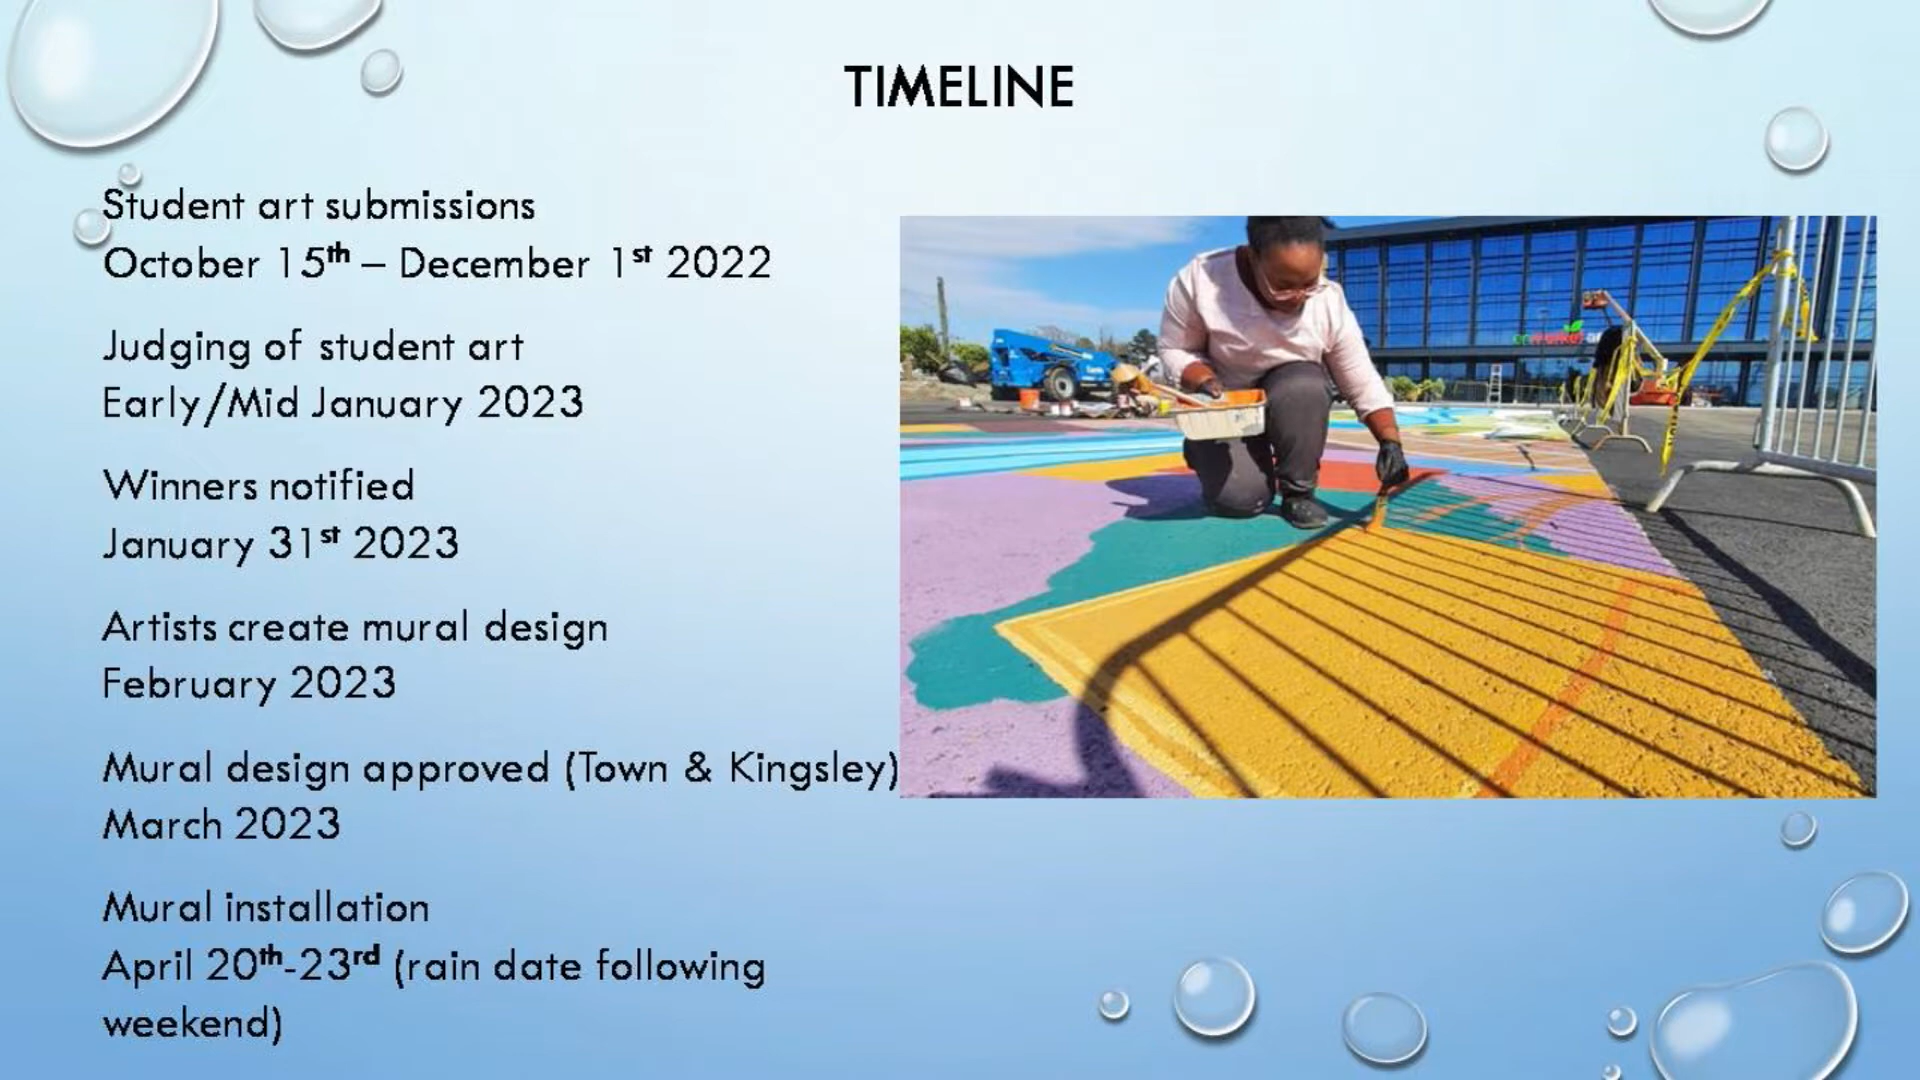 TIMELINE
Student art submissions
October 15th – December 1st 2022
Judging of student art
Early/Mid January 2023
Winners notified
January 31st 2023
Artists create mural design
February 2023
Mural design approved (Town & Kingsley)
March 2023
Mural installation
April 20th-23rd (rain date following
weekend)